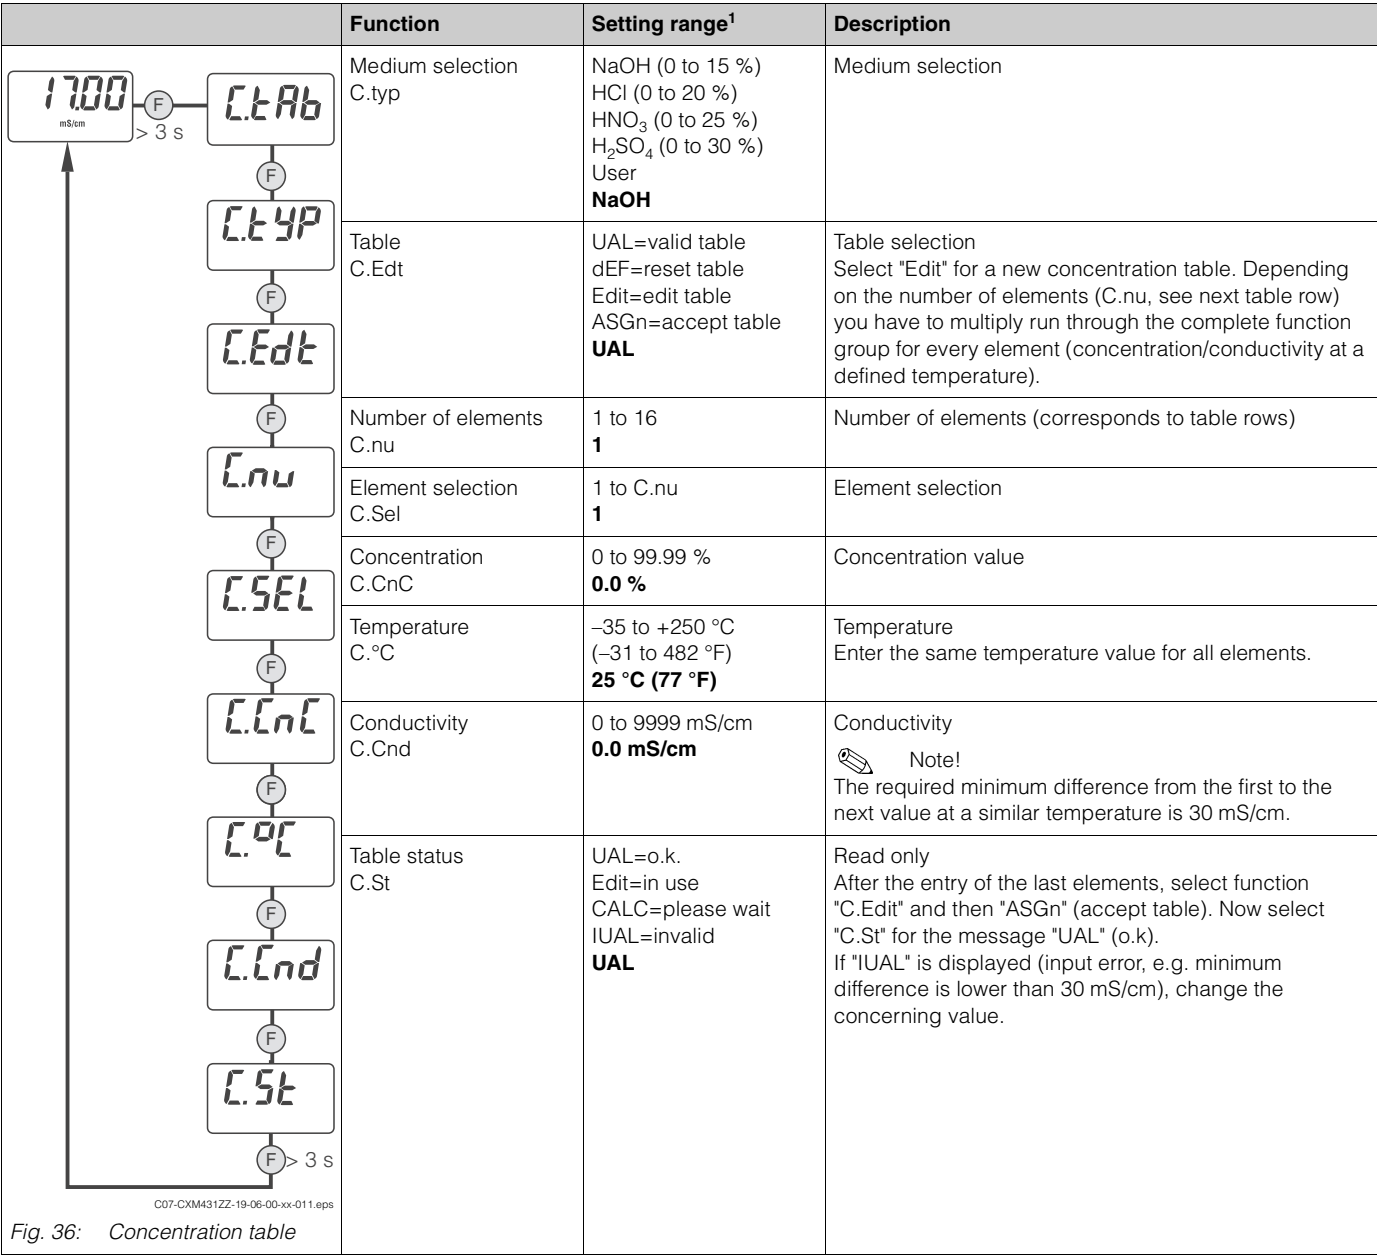 Function
Setting range1
Description
17.00
mS/cm
F
> 3 s
C.tAb
F
C.tYP
F
C.Edt
F
C.nu
F
C.SEL
F
C.CnC
F
C.°C
F
C.Cnd
F
C.St
F
> 3 s
C07-CXM431ZZ-19-06-00-xx-011.eps
Fig. 36: Concentration table
Medium selection
C.typ
NaOH (0 to 15 %)
HCl (0 to 20 %)
HNO3 (0 to 25 %)
H2SO4 (0 to 30 %)
User
NaOH
Medium selection
Table
C.Edt
UAL=valid table
dEF=reset table
Edit=edit table
ASGn=accept table
UAL
Table selection
Select "Edit" for a new concentration table. Depending
on the number of elements (C.nu, see next table row)
you have to multiply run through the complete function
group for every element (concentration/conductivity at a
defined temperature).
Number of elements
C.nu
1 to 16
1
Number of elements (corresponds to table rows)
Element selection
C.Sel
1 to C.nu
1
Element selection
Concentration
C.CnC
0 to 99.99 %
0.0 %
Concentration value
Temperature
C.°C
–35 to +250 °C
(–31 to 482 °F)
25 °C (77 °F)
Temperature
Enter the same temperature value for all elements.
Conductivity
C.Cnd
0 to 9999 mS/cm
0.0 mS/cm
Conductivity
Note!
The required minimum difference from the first to the
next value at a similar temperature is 30 mS/cm.
Table status
C.St
UAL=o.k.
Edit=in use
CALC=please wait
IUAL=invalid
UAL
Read only
After the entry of the last elements, select function
"C.Edit" and then "ASGn" (accept table). Now select
"C.St" for the message "UAL" (o.k).
If "IUAL" is displayed (input error, e.g. minimum
difference is lower than 30 mS/cm), change the
concerning value.